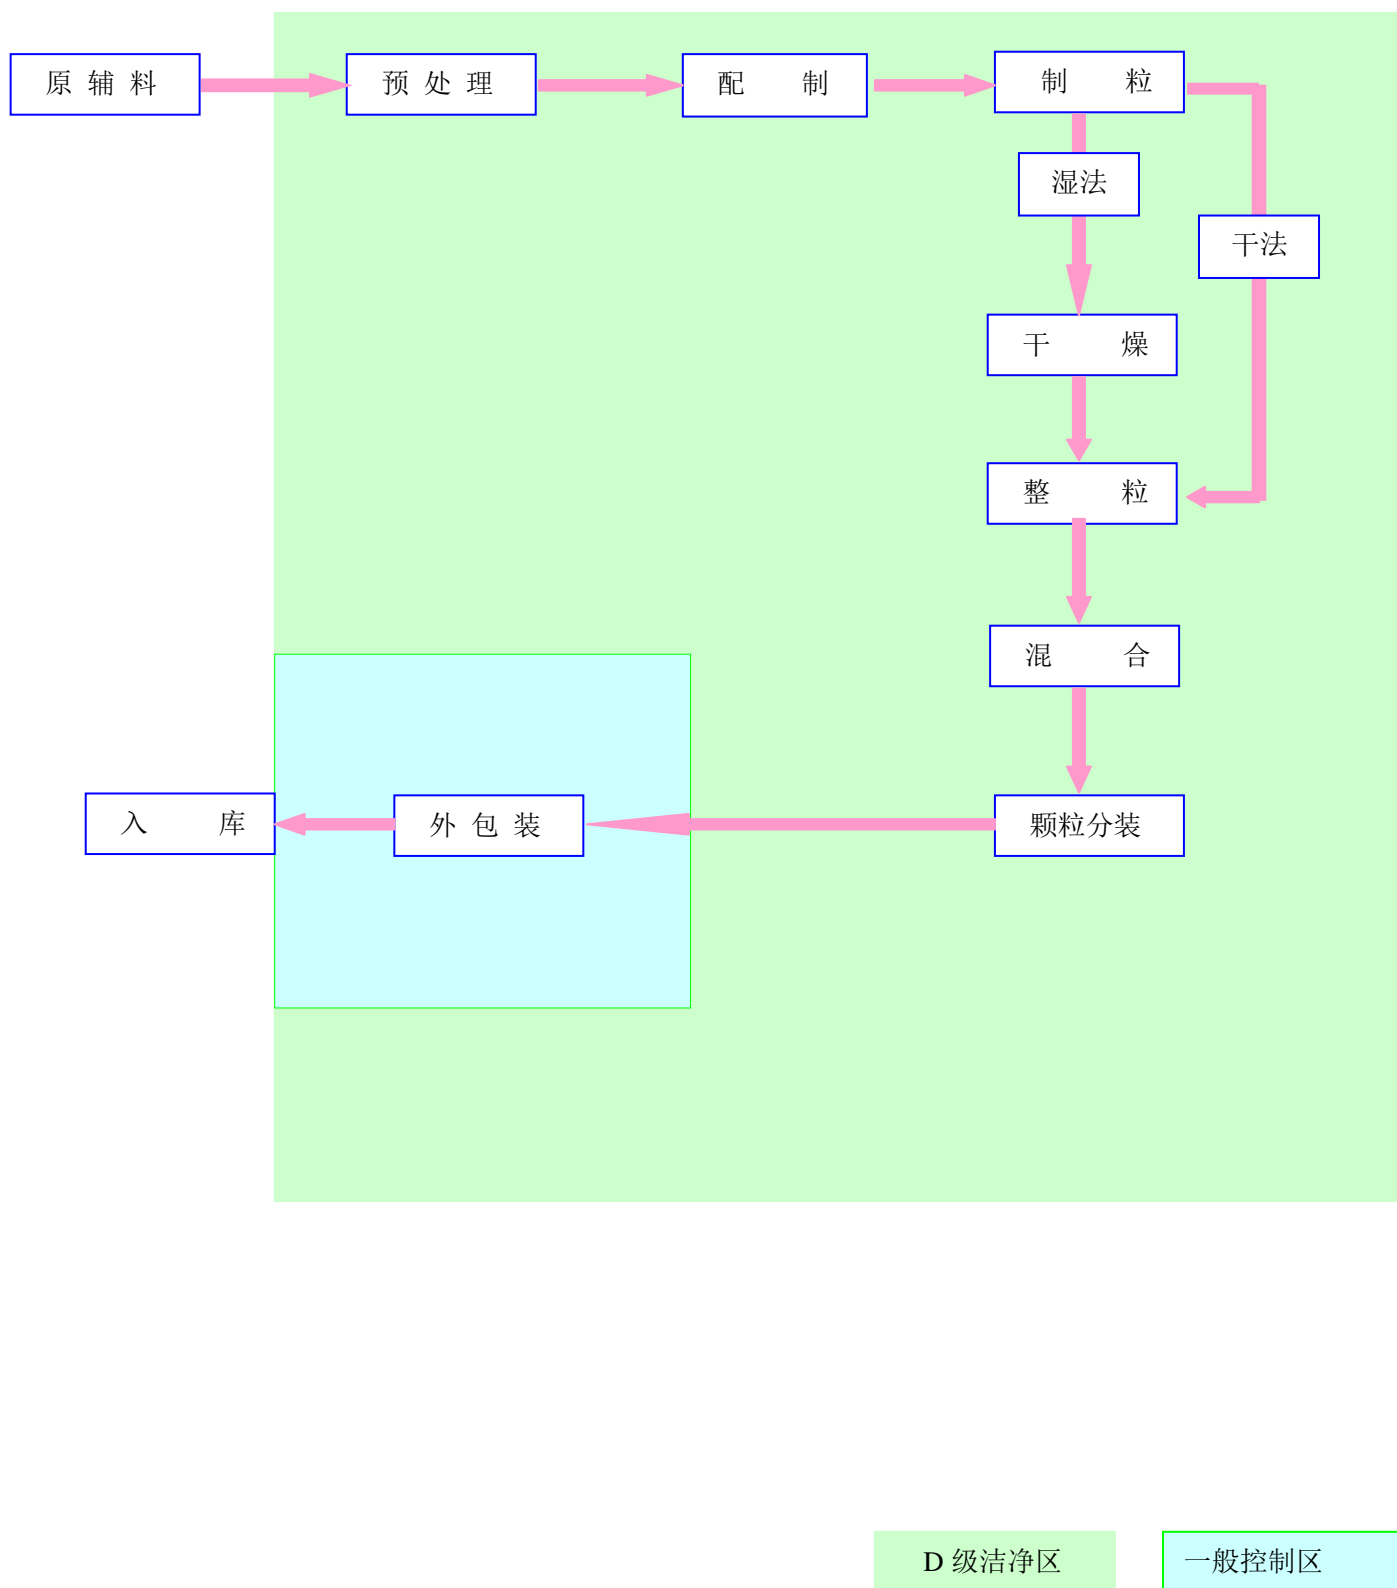 原 辅 料
预 处 理
配 制
制 粒
湿法
干法
干 燥
整 粒
混 合
颗粒分装
外 包 装
入 库
D 级洁净区
一般控制区